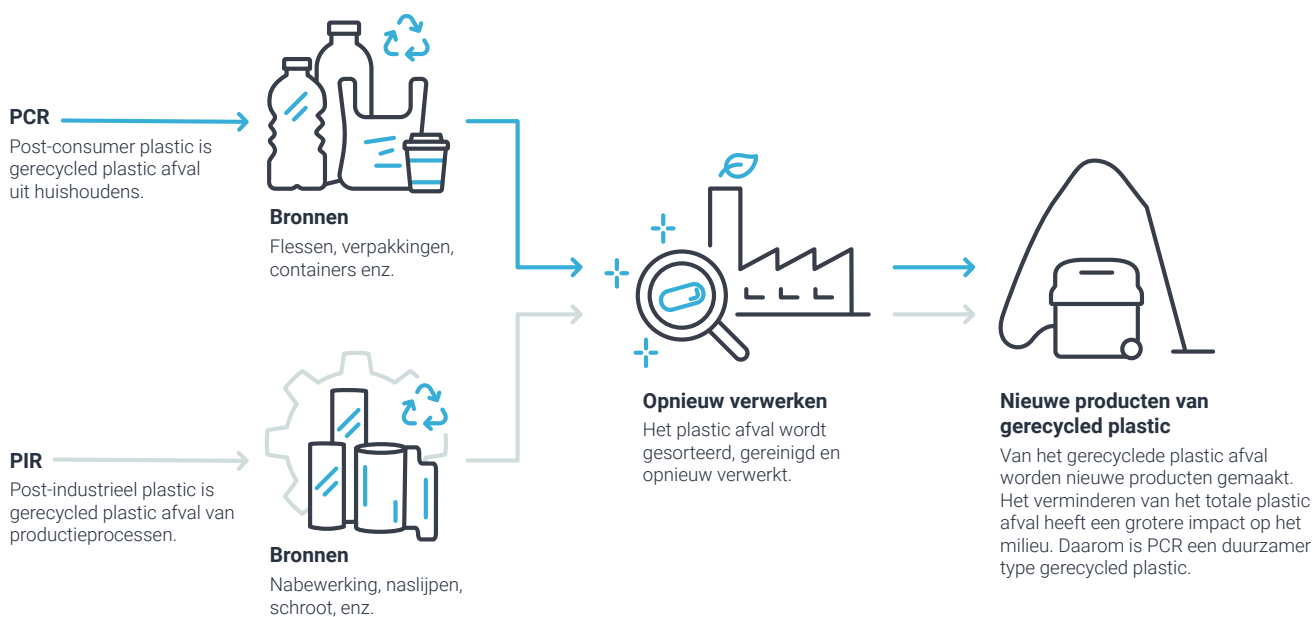 PCR
Post-consumer plastic is
gerecycled plastic afval
uit huishoudens.
Bronnen
Flessen, verpakkingen,
containers enz.
PIR
Post-industrieel plastic is
gerecycled plastic afval van
productieprocessen.
Bronnen
Nabewerking, naslijpen,
schroot, enz.
Opnieuw verwerken
Het plastic afval wordt
gesorteerd, gereinigd en
opnieuw verwerkt.
Nieuwe producten van
gerecycled plastic
Van het gerecyclede plastic afval
worden nieuwe producten gemaakt.
Het verminderen van het totale plastic
afval heeft een grotere impact op het
milieu. Daarom is PCR een duurzamer
type gerecycled plastic.